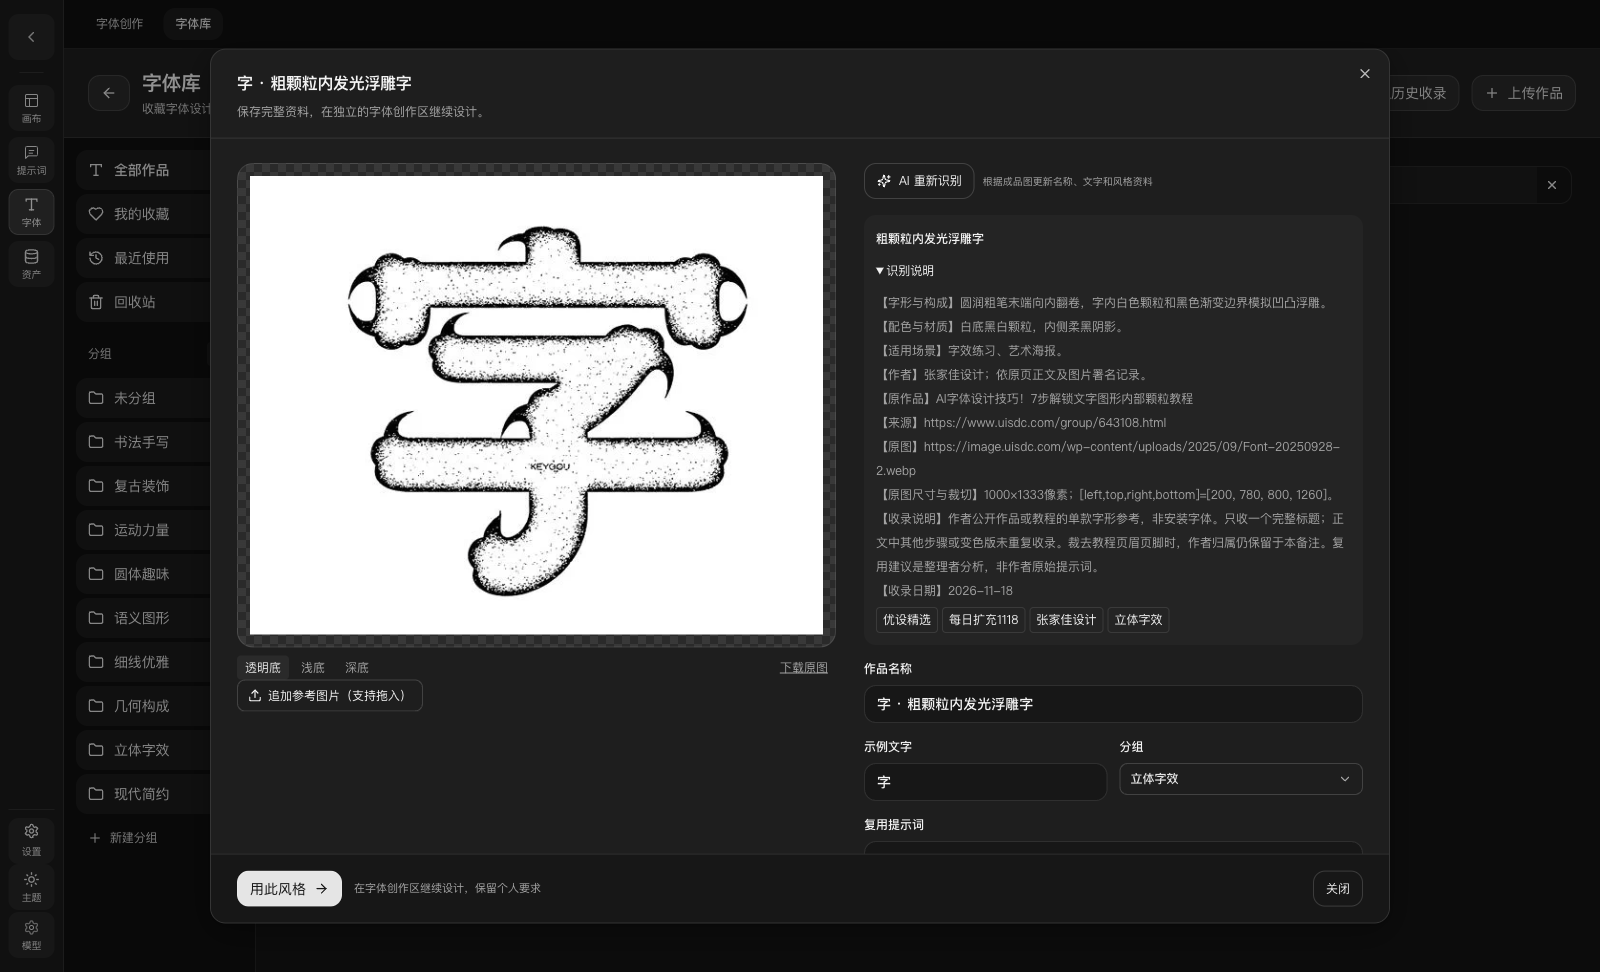 字体创作
字体库
画布
提示词
字体
资产
设置
主题
模型
字体库
收藏字体设计
历史收录
上传作品
全部作品
我的收藏
最近使用
回收站
分组
未分组
书法手写
复古装饰
运动力量
圆体趣味
语义图形
细线优雅
几何构成
立体字效
现代简约
新建分组
字 · 粗颗粒内发光浮雕字
保存完整资料，在独立的字体创作区继续设计。
字
KEYGOU
透明底
浅底
深底
下载原图
追加参考图片（支持拖入）
AI 重新识别
根据成品图更新名称、文字和风格资料
粗颗粒内发光浮雕字
▼识别说明
【字形与构成】圆润粗笔末端向内翻卷，字内白色颗粒和黑色渐变边界模拟凹凸浮雕。
【配色与材质】白底黑白颗粒，内侧柔黑阴影。
【适用场景】字效练习、艺术海报。
【作者】张家佳设计；依原页正文及图片署名记录。
【原作品】AI字体设计技巧！7步解锁文字图形内部颗粒教程
【来源】https://www.uisdc.com/group/643108.html
【原图】https://image.uisdc.com/wp-content/uploads/2025/09/Font-20250928-
2.webp
【原图尺寸与裁切】1000×1333像素；[left,top,right,bottom]=[200, 780, 800, 1260]。
【收录说明】作者公开作品或教程的单款字形参考，非安装字体。只收一个完整标题；正
文中其他步骤或变色版未重复收录。裁去教程页眉页脚时，作者归属仍保留于本备注。复
用建议是整理者分析，非作者原始提示词。
【收录日期】2026-11-18
优设精选
每日扩充1118
张家佳设计
立体字效
作品名称
字 · 粗颗粒内发光浮雕字
示例文字
分组
字
立体字效
复用提示词
用此风格
在字体创作区继续设计，保留个人要求
关闭